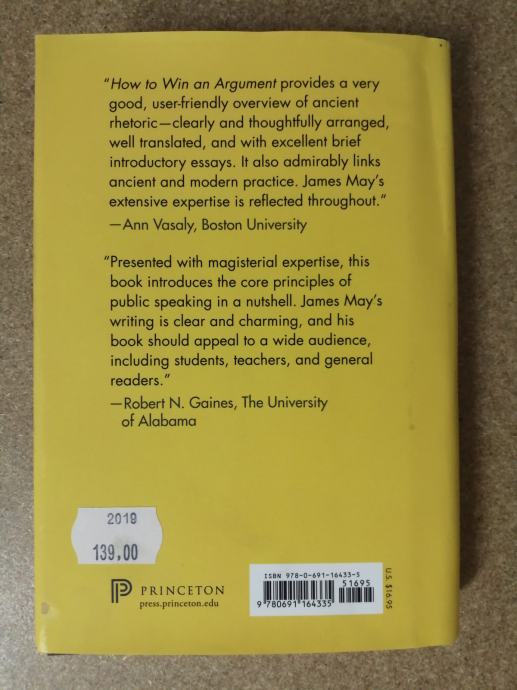 “How to Win an Argument provides a very
good, user-friendly overview of ancient
rhetoric—clearly and thoughtfully arranged,
well translated, and with excellent brief
introductory essays. It also admirably links
ancient and modern practice. James May’s
extensive expertise is reflected throughout.”
—Ann Vasaly, Boston University
“Presented with magisterial expertise, this
book introduces the core principles of
public speaking in a nutshell. James May’s
writing is clear and charming, and his
book should appeal to a wide audience,
including students, teachers, and general
readers.”
—Robert N. Gaines, The University
of Alabama
2019
139,00
P PRINCETON
press.princeton.edu
ISBN 978-0-691-16433-5
51695
9 780691 164335
U.S. $16.95